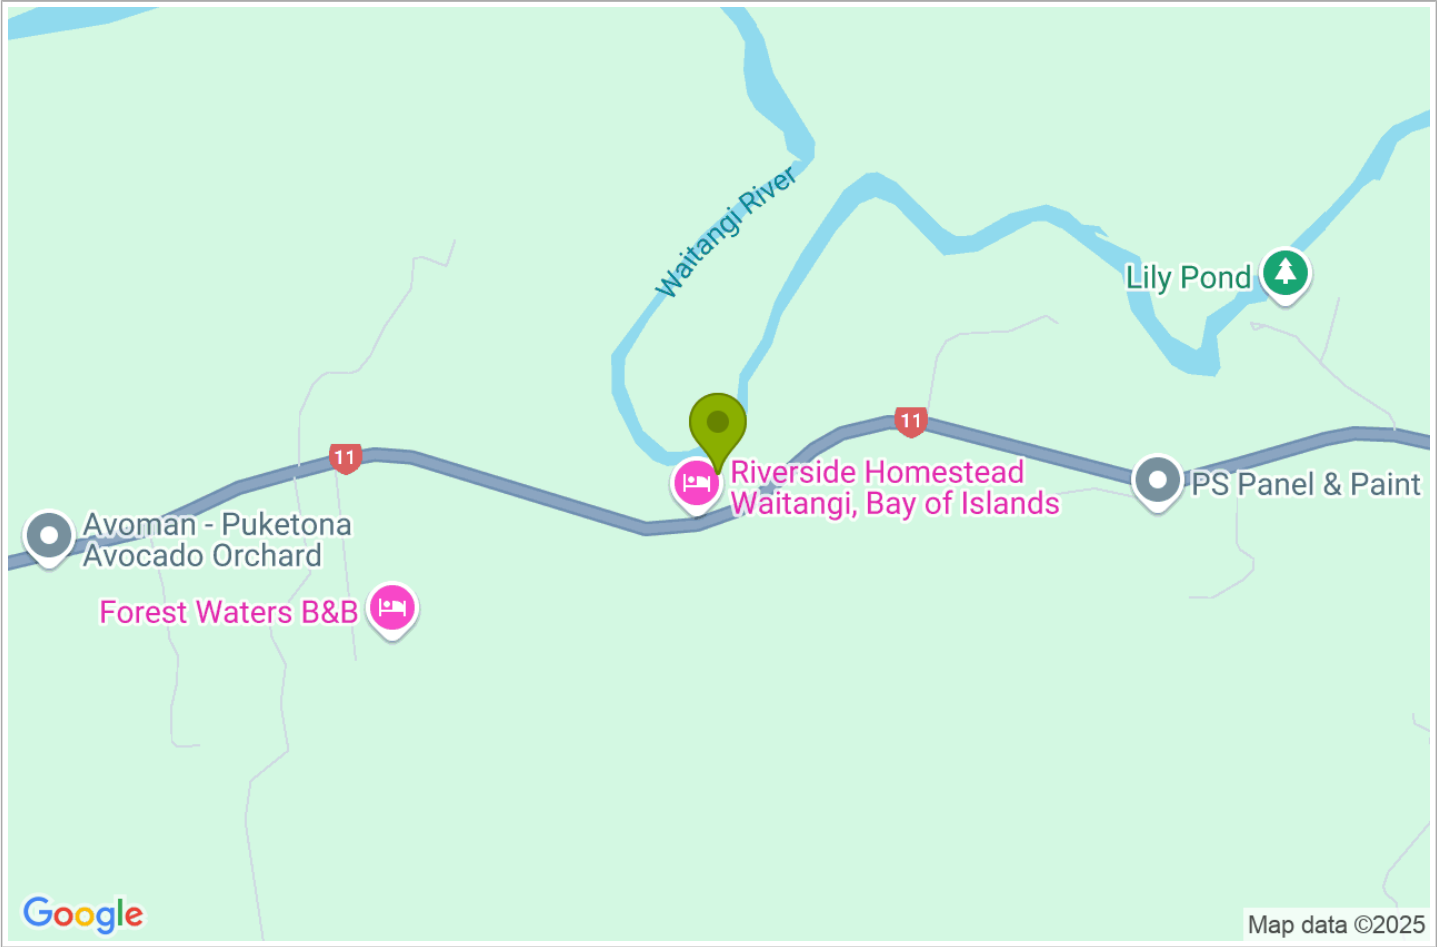 Waitangi River
Lily Pond
11
11
Riverside Homestead
Waitangi, Bay of Islands
PS Panel & Paint
Avoman - Puketona
Avocado Orchard
Forest Waters B&B
Google
Map data ©2025